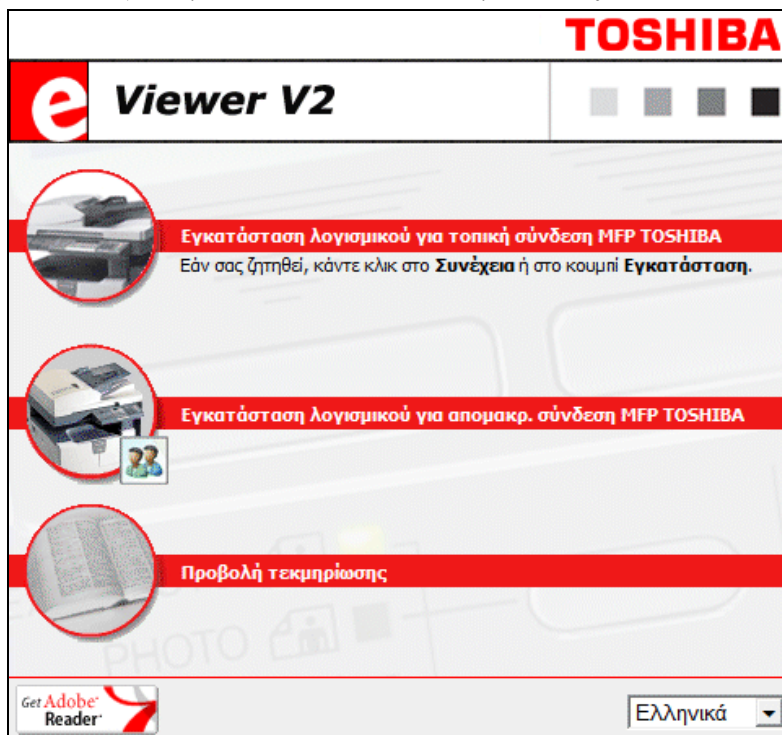 TOSHIBA
e Viewer V2
Εγκατάσταση λογισμικού για τοπική σύνδεση MFP TOSHIBA
Εάν σας ζητηθεί, κάντε κλικ στο Συνέχεια ή στο κουμπί Εγκατάσταση.
Εγκατάσταση λογισμικού για απομακρ. σύνδεση MFP TOSHIBA
Προβολή τεκμηρίωσης
PHOTO
Get Adobe
Reader
Ελληνικά